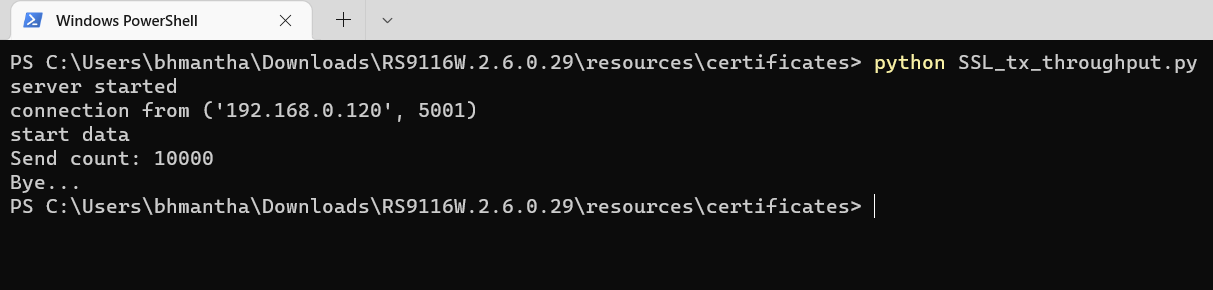 Windows PowerShell
PS C:\Users\bhmantha\Downloads\RS9116W.2.6.0.29\resources\certificates> python SSL_tx_throughput.py
server started
connection from ('192.168.0.120', 5001)
start data
Send count: 10000
Bye...
PS C:\Users\bhmantha\Downloads\RS9116W.2.6.0.29\resources\certificates>